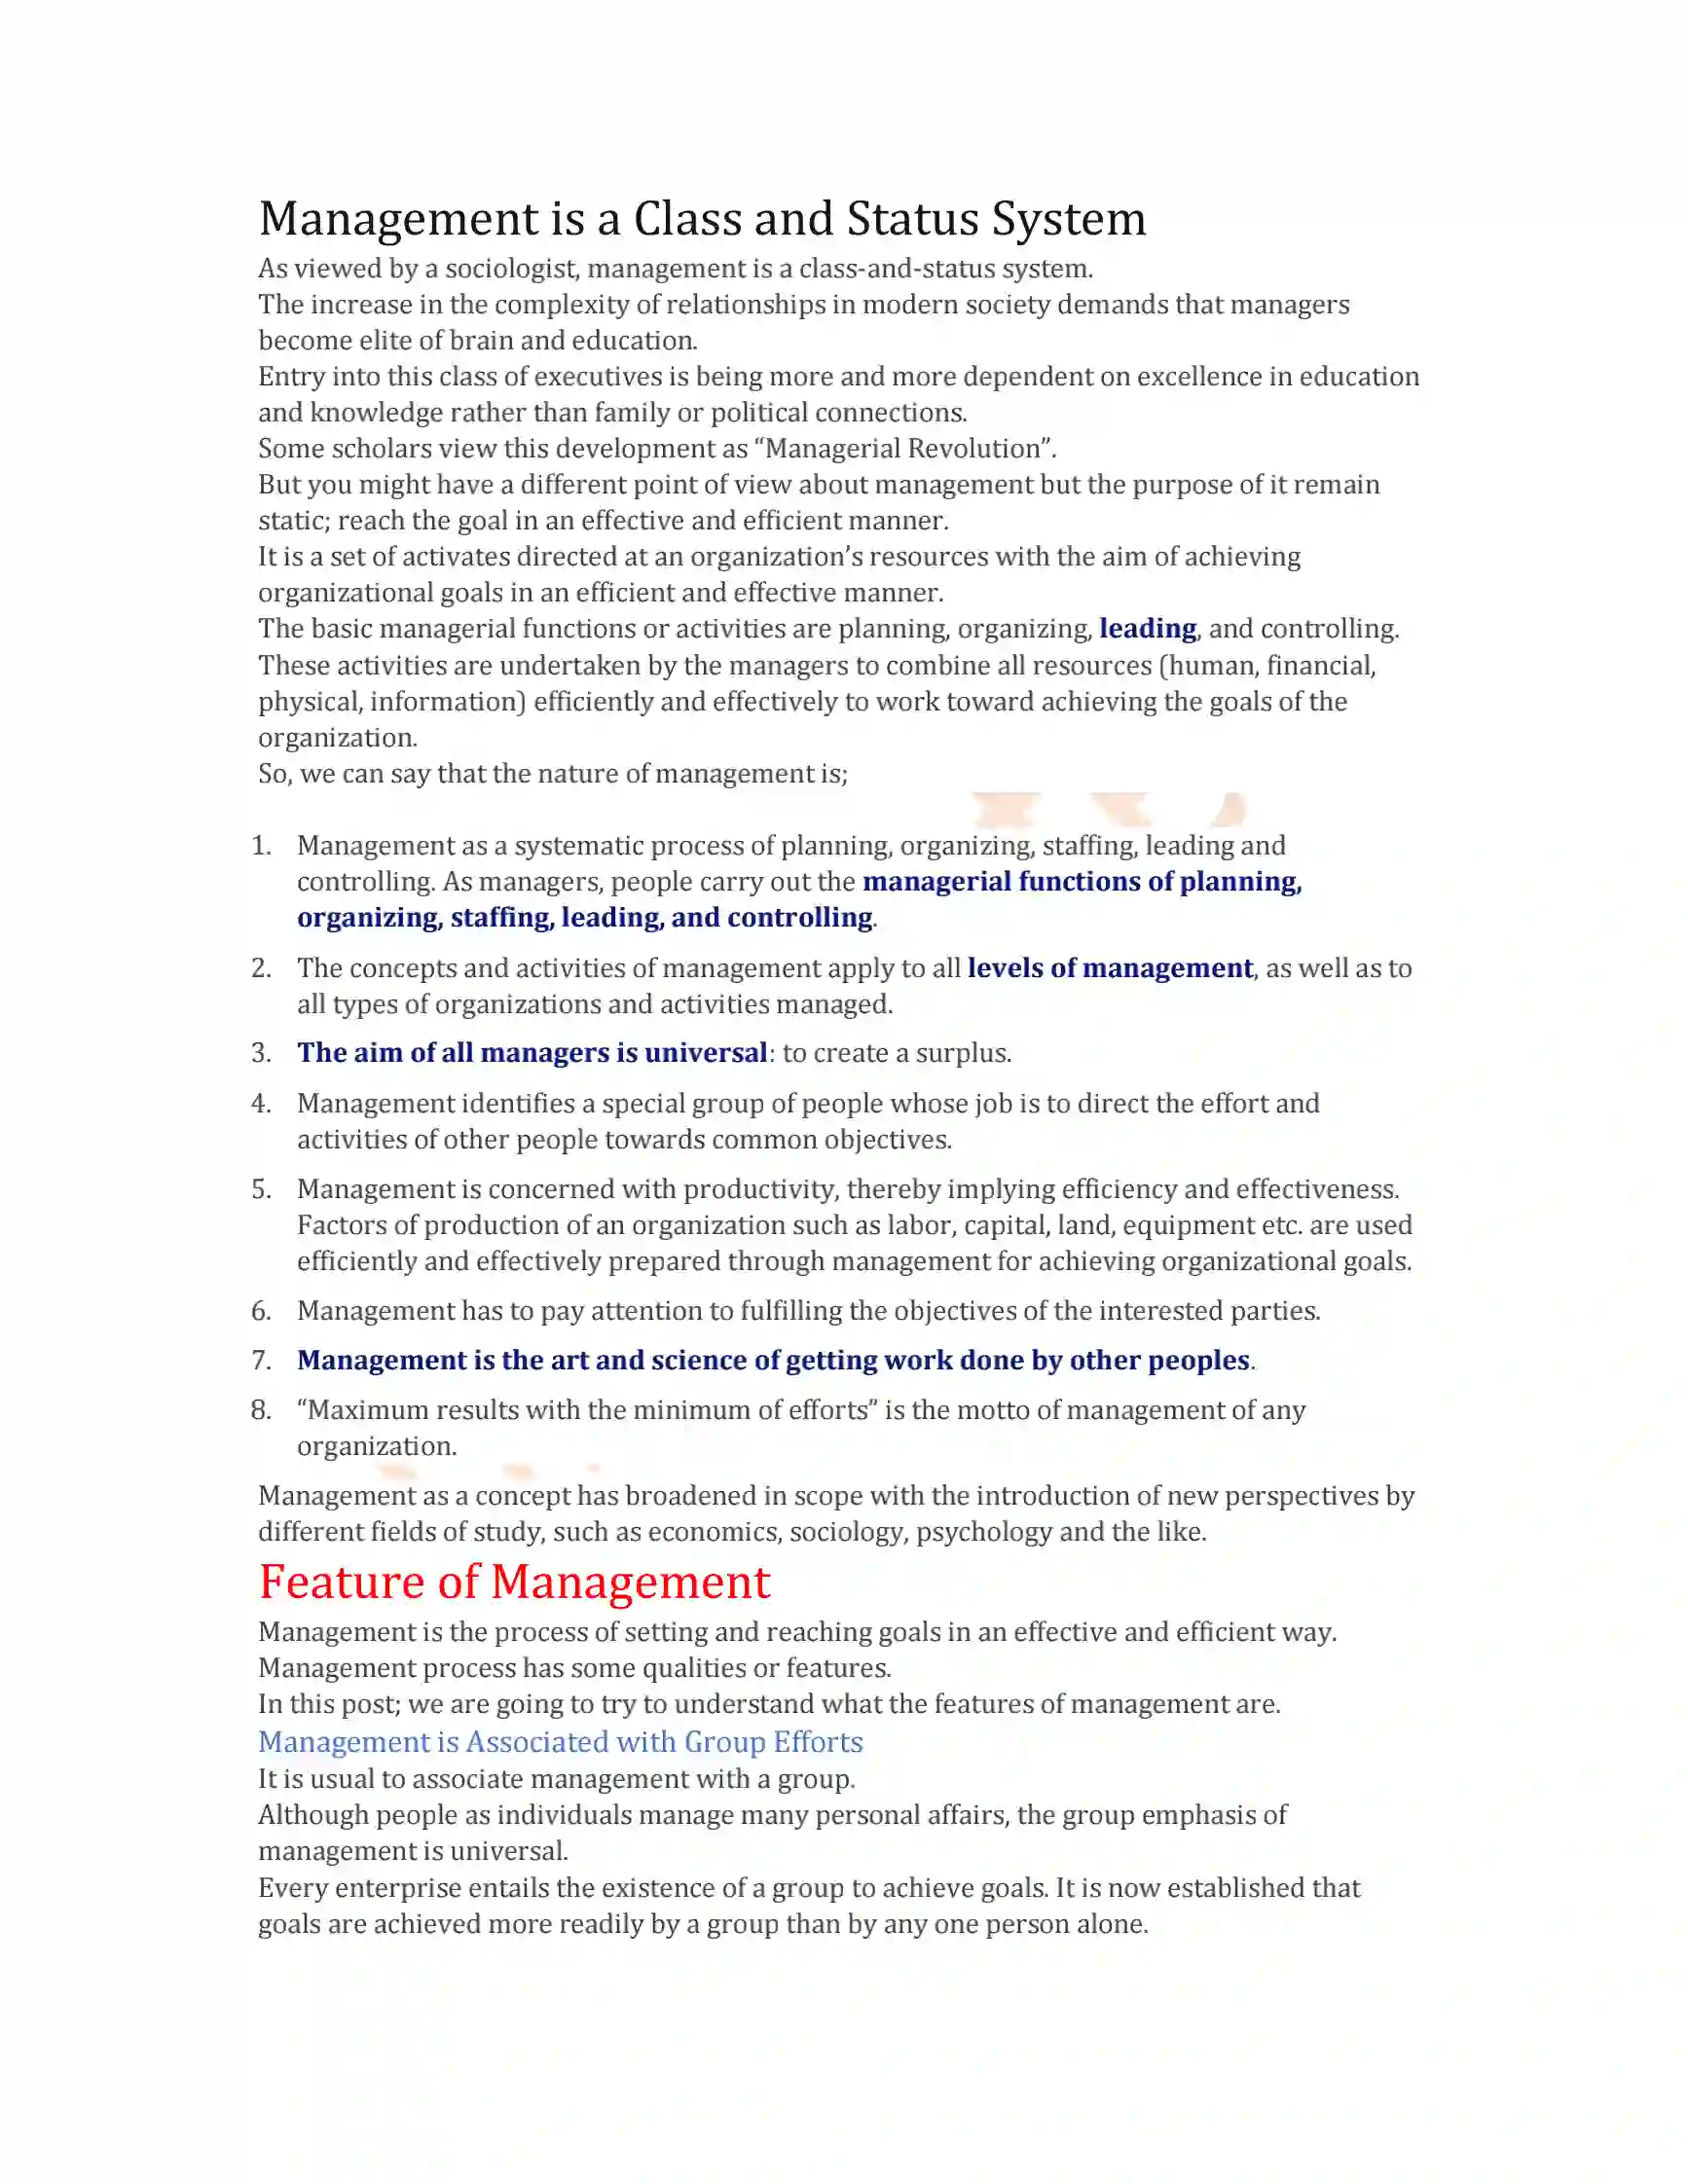 Management is a Class and Status System
As viewed by a sociologist, management is a class-and-status system.
The increase in the complexity of relationships in modern society demands that managers
become elite of brain and education.
Entry into this class of executives is being more and more dependent on excellence in education
and knowledge rather than family or political connections.
Some scholars view this development as “Managerial Revolution”.
But you might have a different point of view about management but the purpose of it remain
static; reach the goal in an effective and efficient manner.
It is a set of activates directed at an organization’s resources with the aim of achieving
organizational goals in an efficient and effective manner.
The basic managerial functions or activities are planning, organizing, leading, and controlling.
These activities are undertaken by the managers to combine all resources (human, financial,
physical, information) efficiently and effectively to work toward achieving the goals of the
organization.
So, we can say that the nature of management is;
1. Management as a systematic process of planning, organizing, staffing, leading and
controlling. As managers, people carry out the managerial functions of planning,
organizing, staffing, leading, and controlling.
2. The concepts and activities of management apply to all levels of management, as well as to
all types of organizations and activities managed.
3. The aim of all managers is universal: to create a surplus.
4. Management identifies a special group of people whose job is to direct the effort and
activities of other people towards common objectives.
5. Management is concerned with productivity, thereby implying efficiency and effectiveness.
Factors of production of an organization such as labor, capital, land, equipment etc. are used
efficiently and effectively prepared through management for achieving organizational goals.
6. Management has to pay attention to fulfilling the objectives of the interested parties.
7. Management is the art and science of getting work done by other peoples.
8. “Maximum results with the minimum of efforts” is the motto of management of any
organization.
Management as a concept has broadened in scope with the introduction of new perspectives by
different fields of study, such as economics, sociology, psychology and the like.
Feature of Management
Management is the process of setting and reaching goals in an effective and efficient way.
Management process has some qualities or features.
In this post; we are going to try to understand what the features of management are.
Management is Associated with Group Efforts
It is usual to associate management with a group.
Although people as individuals manage many personal affairs, the group emphasis of
management is universal.
Every enterprise entails the existence of a group to achieve goals. It is now established that
goals are achieved more readily by a group than by any one person alone.